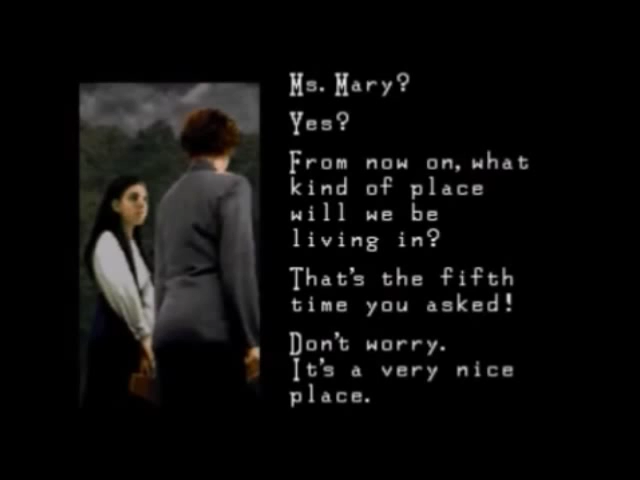 Ms. Mary?
Yes?
From now on, what
kind of place
will we be
living in?
That's the fifth
time you asked!
Don't worry.
It's a very nice
place.